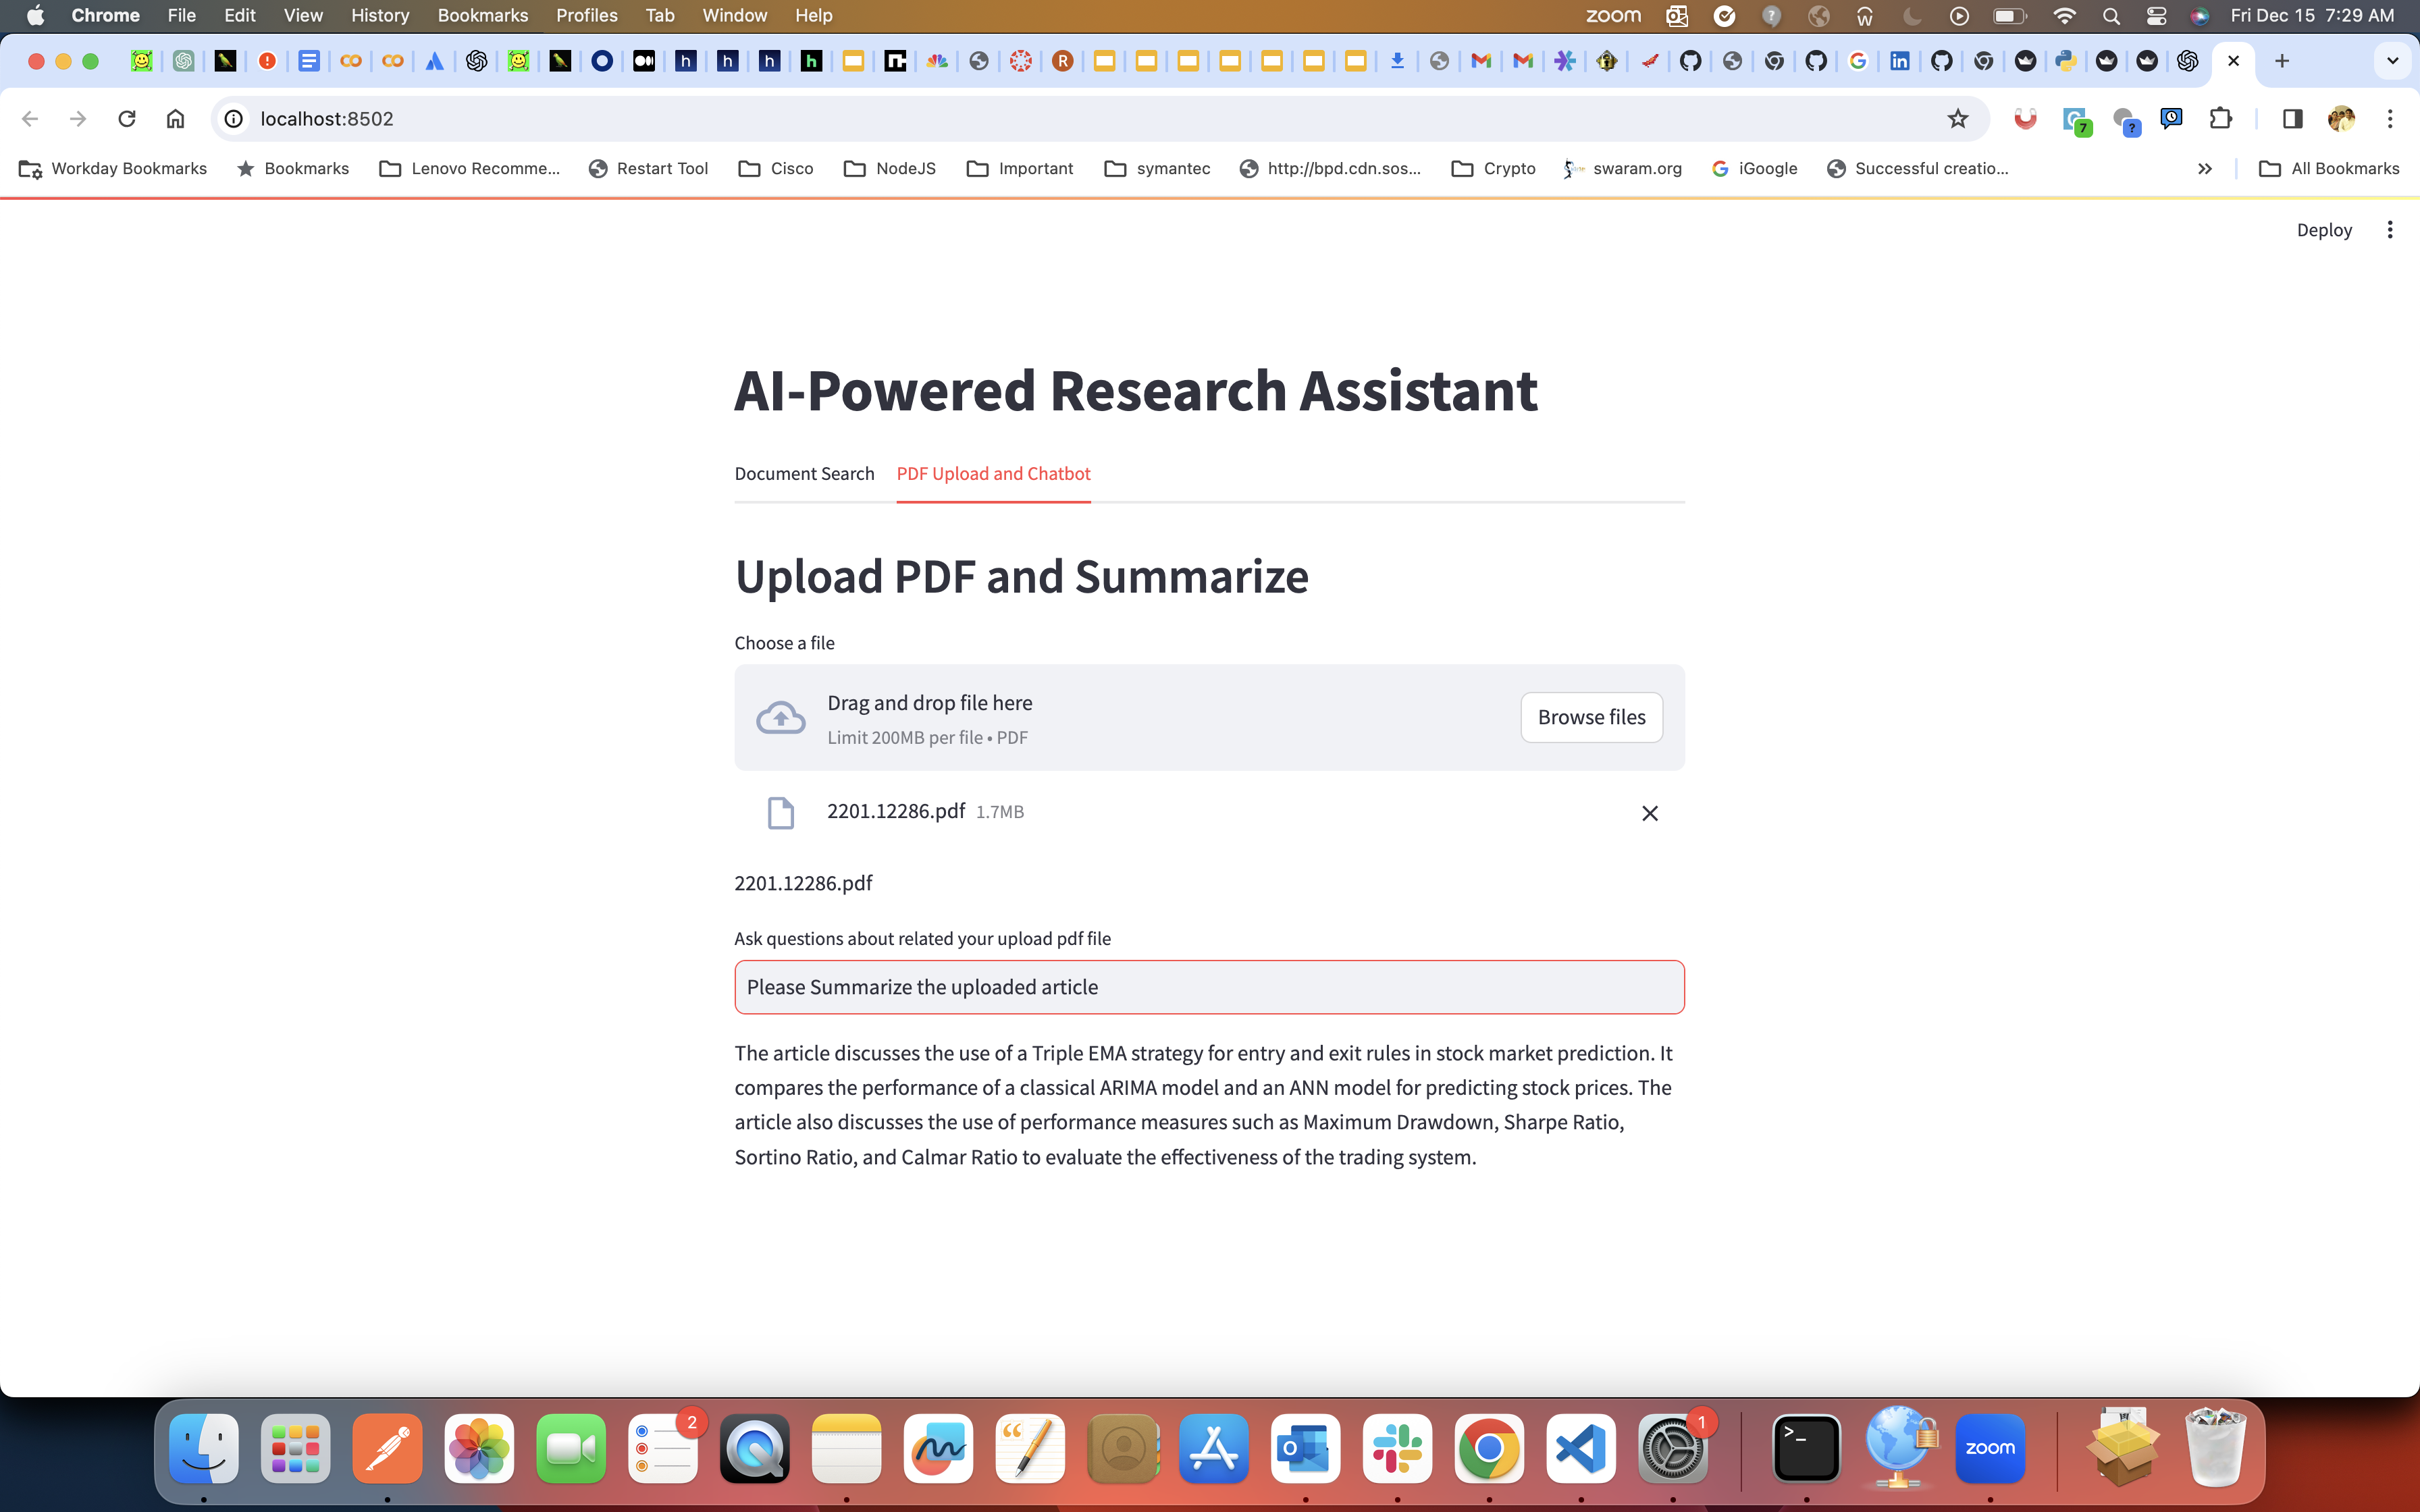 Chrome File Edit View History Bookmarks Profiles Tab Window Help zoom Fri Dec 15 7:29 AM
localhost:8502 7 ?
Workday Bookmarks Bookmarks Lenovo Recomme... Restart Tool Cisco NodeJS Important symantec http://bpd.cdn.sos... Crypto swaram.org iGoogle Successful creatio... All Bookmarks
Deploy
AI-Powered Research Assistant
Document Search PDF Upload and Chatbot
Upload PDF and Summarize
Choose a file
Drag and drop file here
Limit 200MB per file • PDF
Browse files
2201.12286.pdf 1.7MB
2201.12286.pdf
Ask questions about related your upload pdf file
Please Summarize the uploaded article
The article discusses the use of a Triple EMA strategy for entry and exit rules in stock market prediction. It
compares the performance of a classical ARIMA model and an ANN model for predicting stock prices. The
article also discusses the use of performance measures such as Maximum Drawdown, Sharpe Ratio,
Sortino Ratio, and Calmar Ratio to evaluate the effectiveness of the trading system.
2 1 zoom